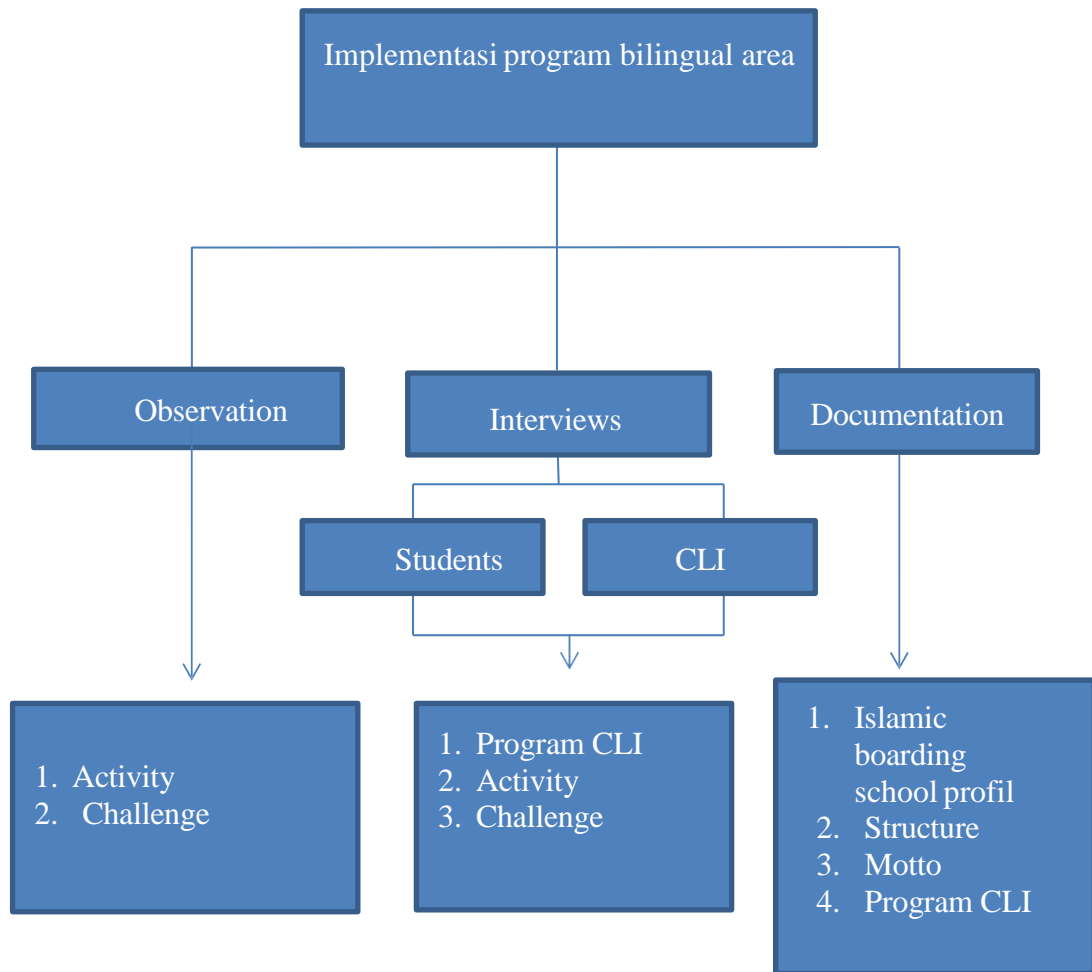 Implementasi program bilingual area
Observation
Interviews
Documentation
Students
CLI
1. Activity
2. Challenge
1. Program CLI
2. Activity
3. Challenge
1. Islamic
boarding
school profil
2. Structure
3. Motto
4. Program CLI